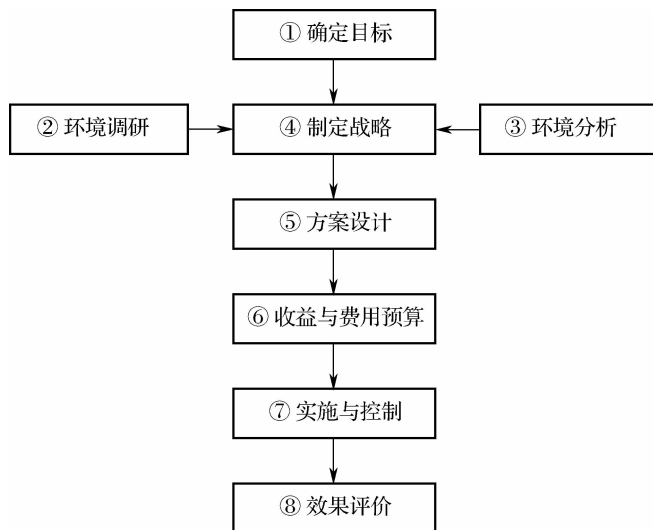 ① 确定目标
② 环境调研
④ 制定战略
③ 环境分析
⑤ 方案设计
⑥ 收益与费用预算
⑦ 实施与控制
⑧ 效果评价